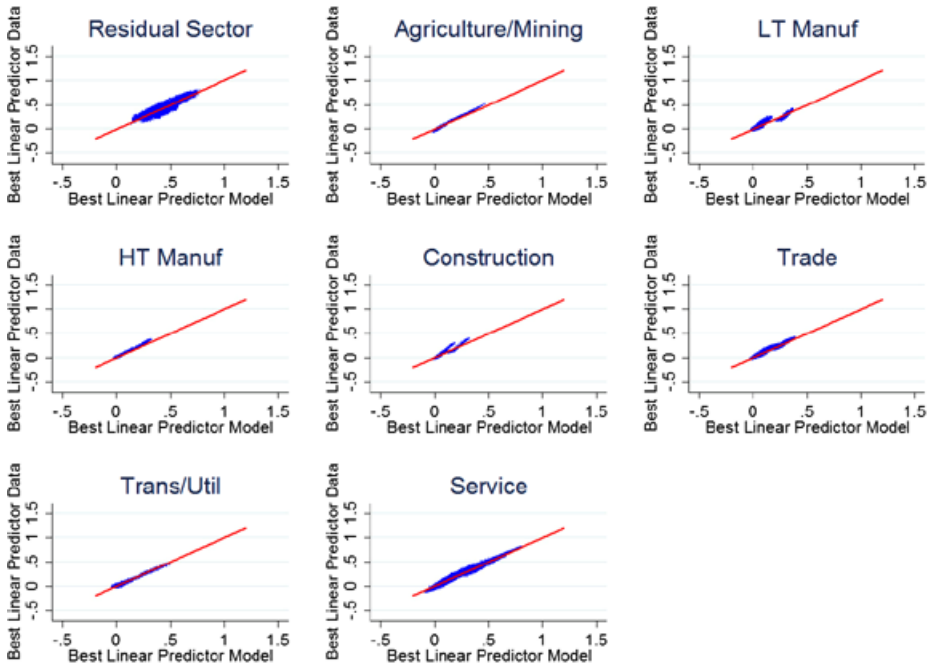 Residual Sector
Best Linear Predictor Data
-.5 0 .5 1 1.5
-.5 0 .5 1 1.5
Best Linear Predictor Model
Agriculture/Mining
Best Linear Predictor Data
-.5 0 .5 1 1.5
-.5 0 .5 1 1.5
Best Linear Predictor Model
LT Manuf
Best Linear Predictor Data
-.5 0 .5 1 1.5
-.5 0 .5 1 1.5
Best Linear Predictor Model
HT Manuf
Best Linear Predictor Data
-.5 0 .5 1 1.5
-.5 0 .5 1 1.5
Best Linear Predictor Model
Construction
Best Linear Predictor Data
-.5 0 .5 1 1.5
-.5 0 .5 1 1.5
Best Linear Predictor Model
Trade
Best Linear Predictor Data
-.5 0 .5 1 1.5
-.5 0 .5 1 1.5
Best Linear Predictor Model
Trans/Util
Best Linear Predictor Data
-.5 0 .5 1 1.5
-.5 0 .5 1 1.5
Best Linear Predictor Model
Service
Best Linear Predictor Data
-.5 0 .5 1 1.5
-.5 0 .5 1 1.5
Best Linear Predictor Model